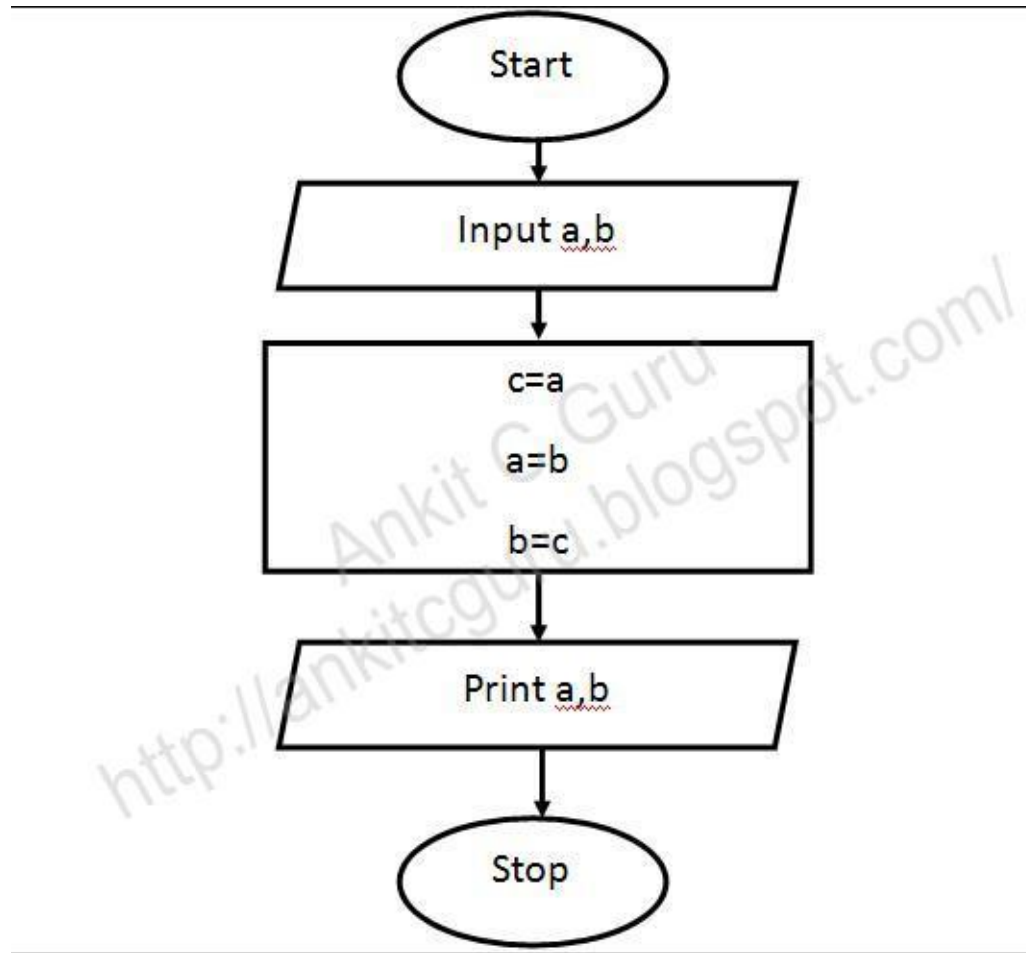 Start
Input a,b
c=a
a=b
b=c
Print a,b
Stop
Ankit C Guru
http://ankitcguru.blogspot.com/